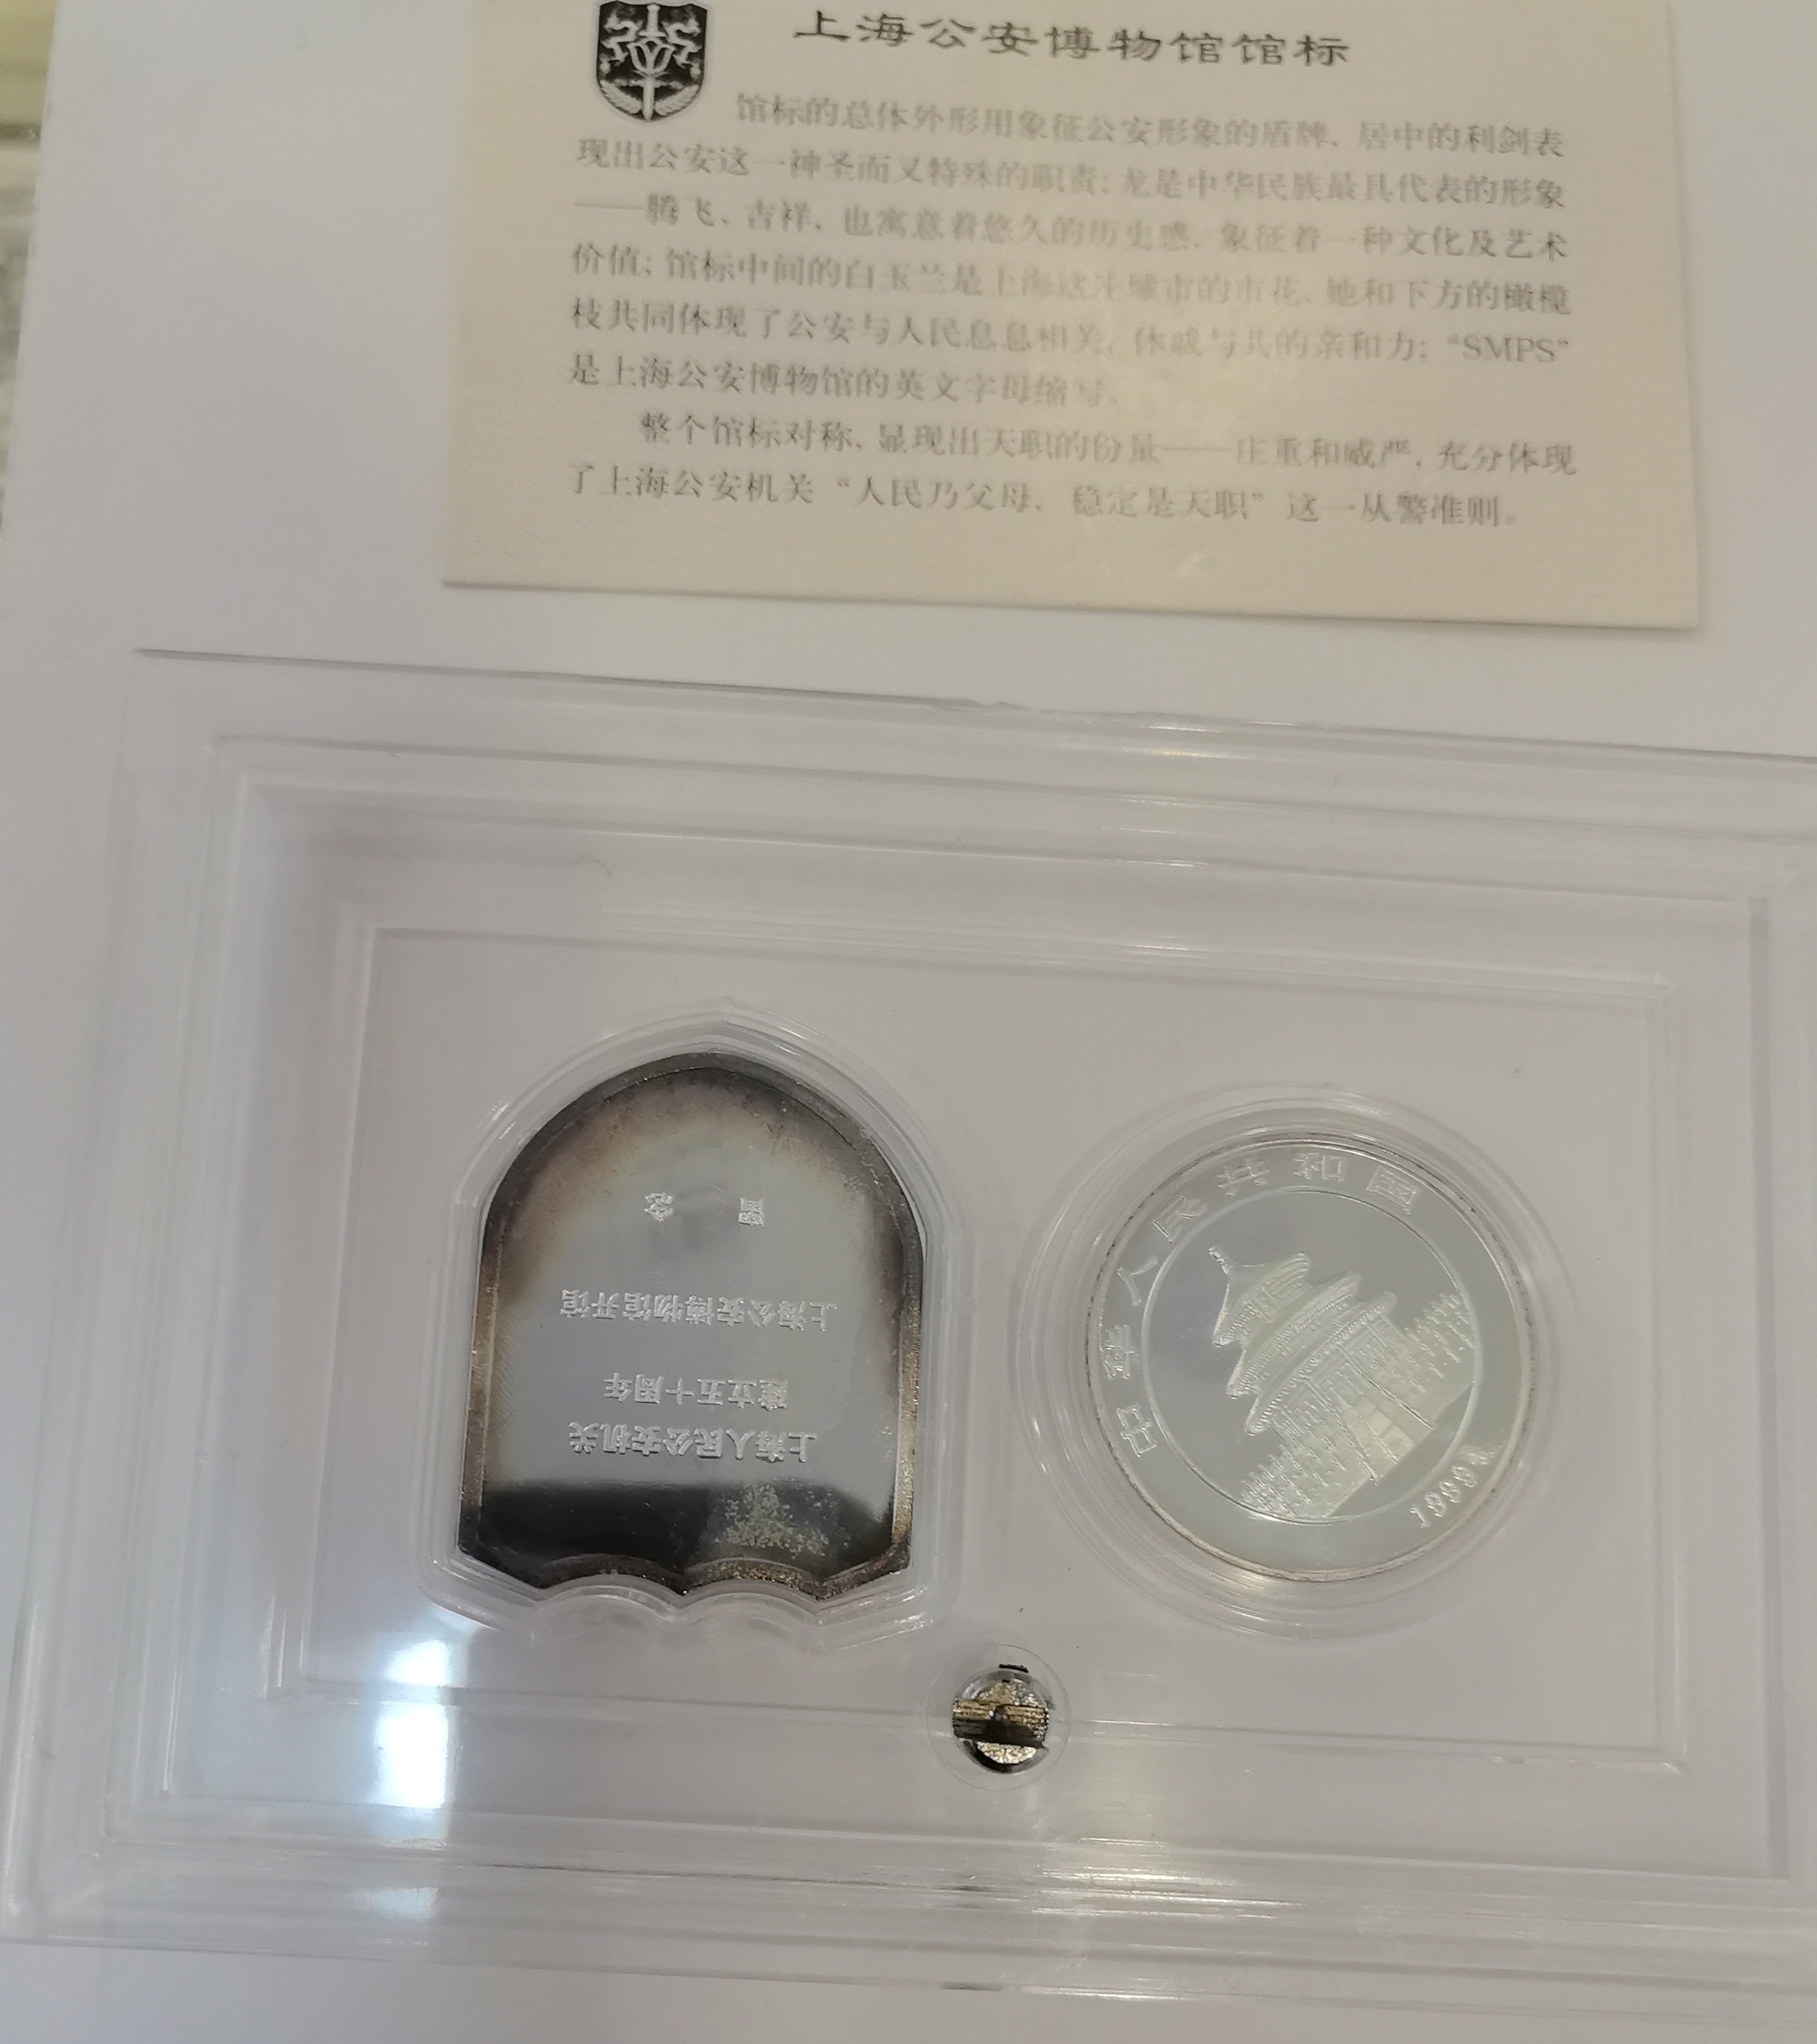 上海公安博物馆馆标
馆标的总体外形用象征公安形象的盾牌，居中的利剑表
现出公安这一神圣而又特殊的职责；龙是中华民族最具代表的形象
——腾飞、吉祥，也寓意着悠久的历史感，象征着一种文化及艺术
价值；馆标中间的白玉兰是上海这座城市的市花，她和下方的橄榄
枝共同体现了公安与人民息息相关，休戚与共的亲和力；“SMPS”
是上海公安博物馆的英文字母缩写。
整个馆标对称，显现出天职的份量——庄重和威严，充分体现
了上海公安机关“人民乃父母，稳定是天职”这一从警准则。
上海人民公安机关
建立五十周年
上海公安博物馆开馆
留 念
中华人民共和国
1999